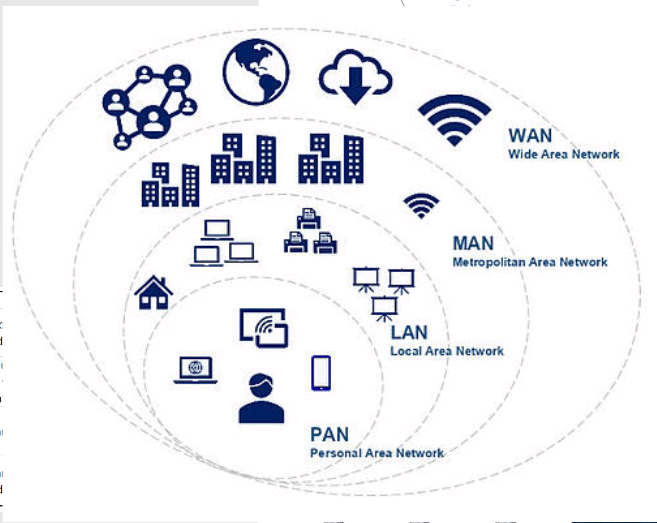 WAN
Wide Area Network
MAN
Metropolitan Area Network
LAN
Local Area Network
PAN
Personal Area Network